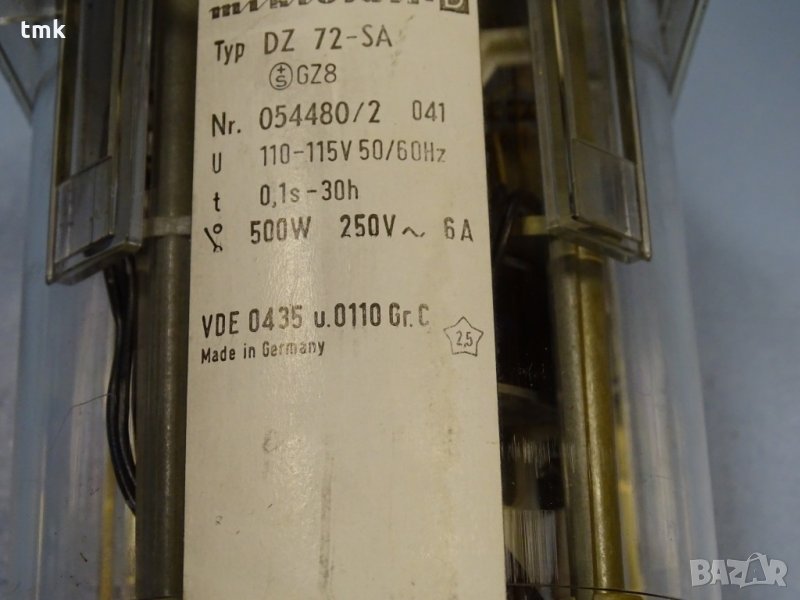 tmk
Typ DZ 72-SA
GZ8
Nr. 054480/2 041
U 110-115V 50/60Hz
t 0,1s-30h
500W 250V ~ 6A
VDE 0435 u.0110 Gr.C
2,5
Made in Germany
BAZAR